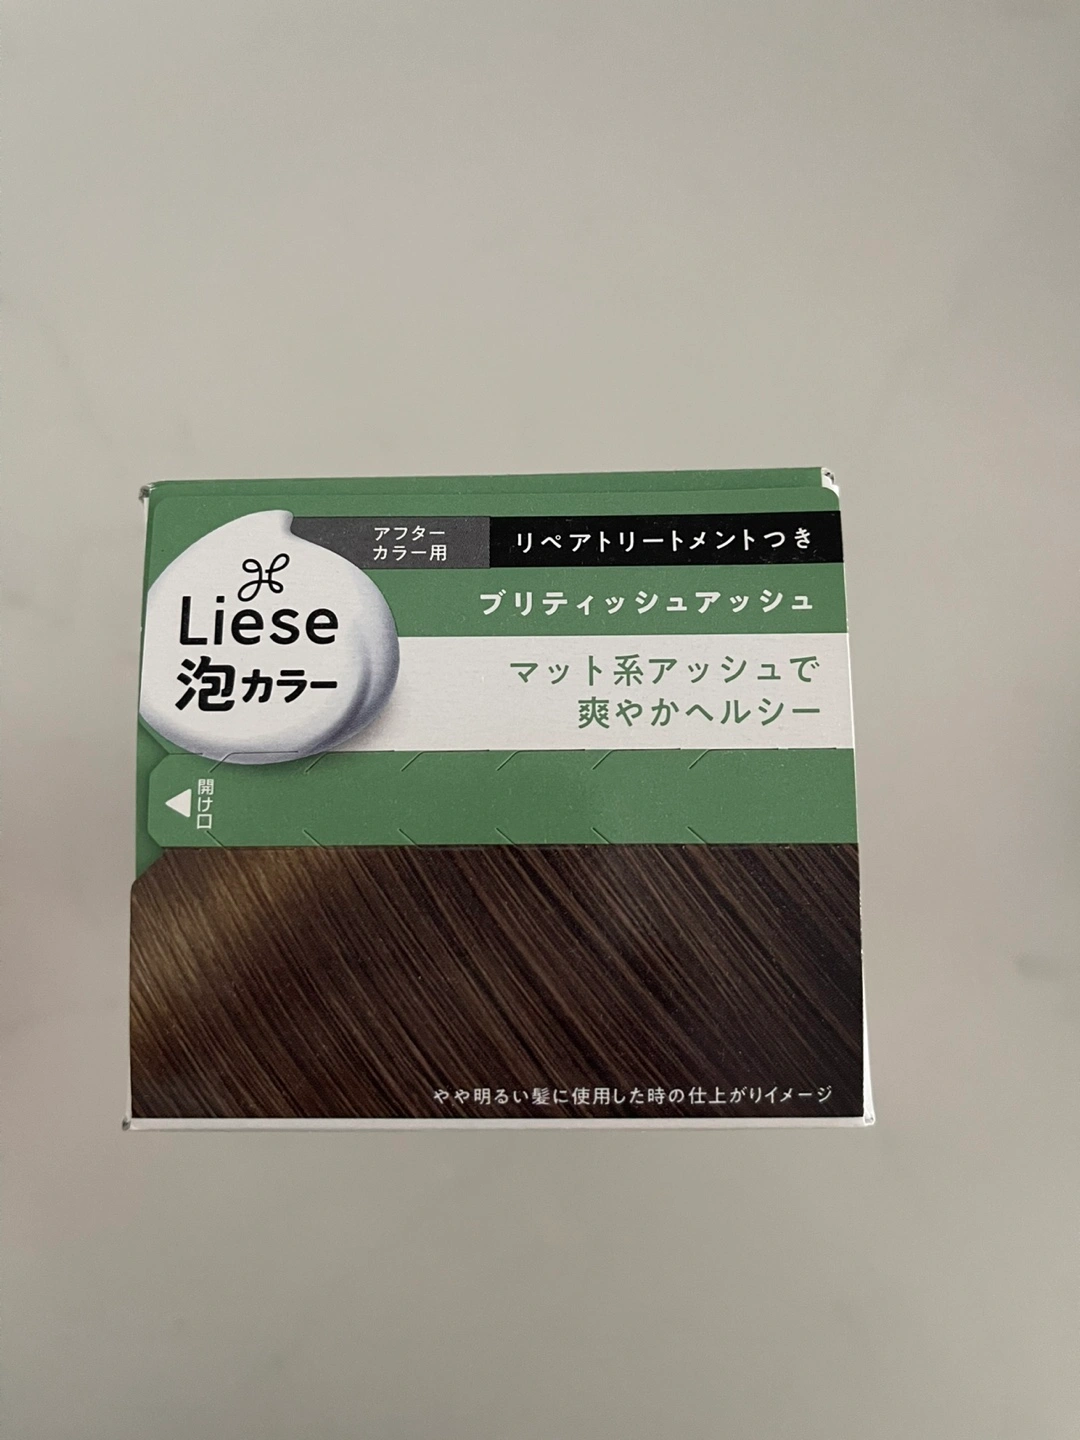 アフター
カラー用
リペアトリートメントつき
Liese
泡カラー
ブリティッシュアッシュ
マット系アッシュで
爽やかヘルシー
開け口
やや明るい髪に使用した時の仕上がりイメージ